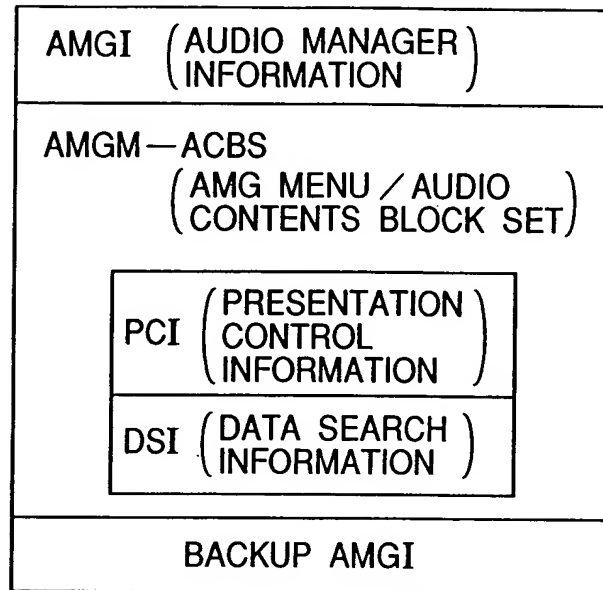 AMGI (AUDIO MANAGER
INFORMATION)
AMGM—ACBS
(AMG MENU / AUDIO
CONTENTS BLOCK SET)
PCI (PRESENTATION
CONTROL
INFORMATION)
DSI (DATA SEARCH
INFORMATION)
BACKUP AMGI